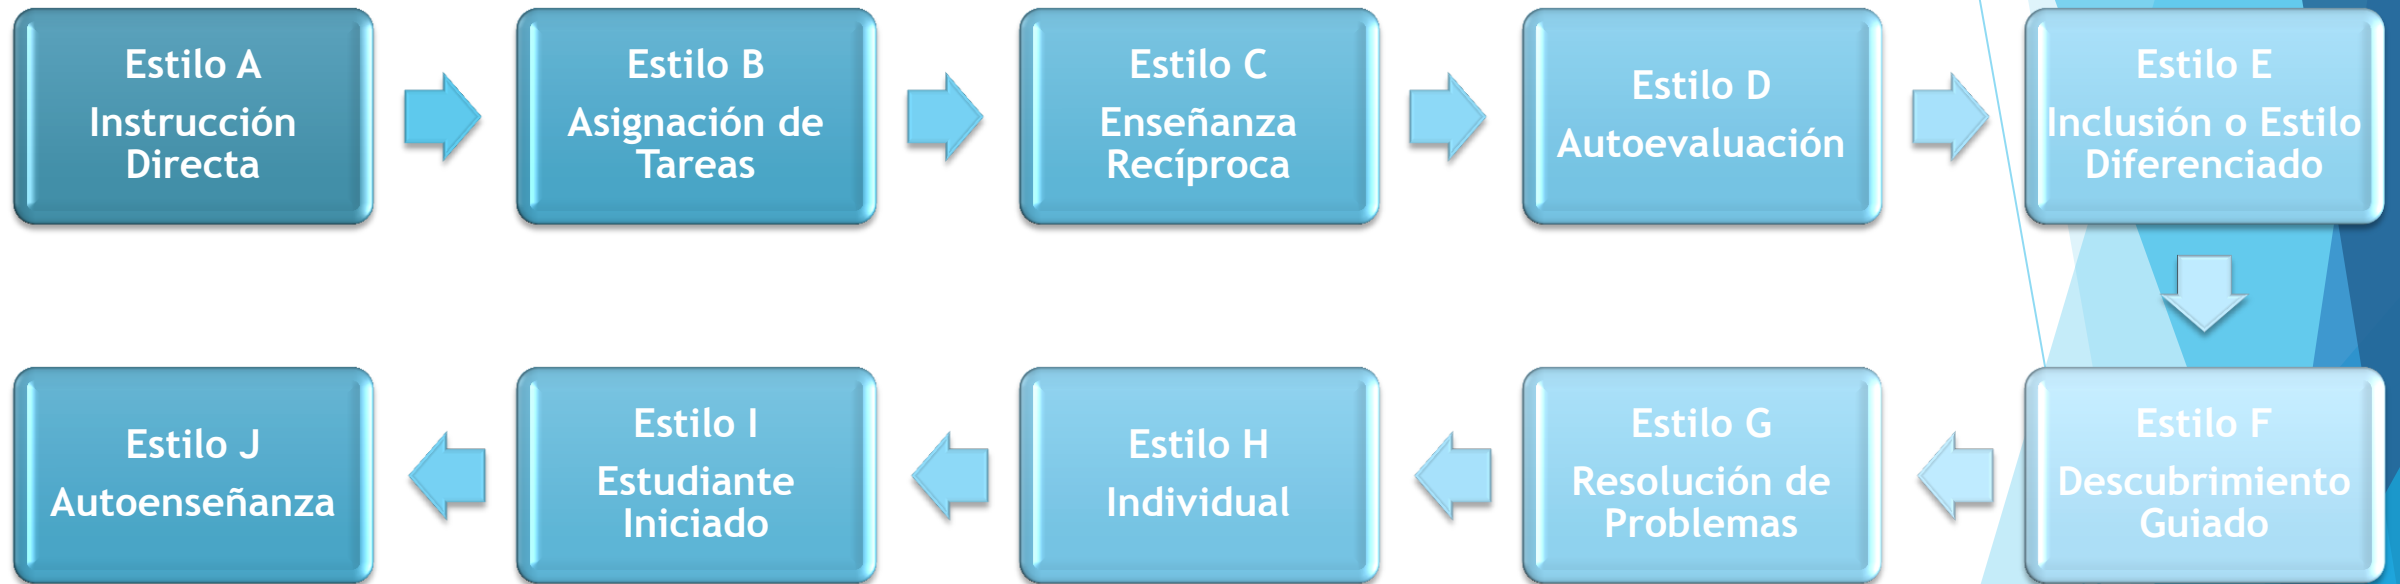 Estilo A
Instrucción
Directa
Estilo B
Asignación de
Tareas
Estilo C
Enseñanza
Recíproca
Estilo D
Autoevaluación
Estilo E
Inclusión o Estilo
Diferenciado
Estilo F
Descubrimiento
Guiado
Estilo G
Resolución de
Problemas
Estilo H
Individual
Estilo I
Estudiante
Iniciado
Estilo J
Autoenseñanza